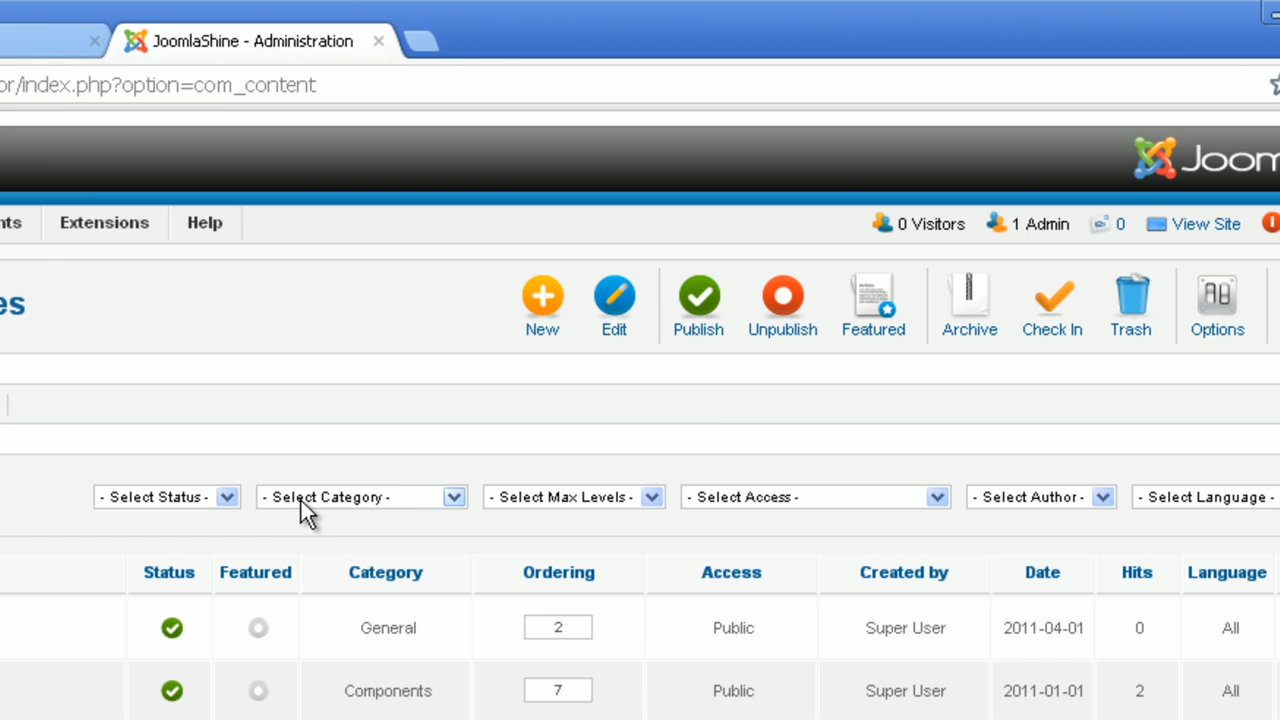 JoomlaShine - Administration
or/index.php?option=com_content
Joom
nts Extensions Help 0 Visitors 1 Admin 0 View Site
es
New Edit Publish Unpublish Featured Archive Check In Trash Options
- Select Status - - Select Category - - Select Max Levels - - Select Access - - Select Author - - Select Language -
Status Featured Category Ordering Access Created by Date Hits Language
General 2 Public Super User 2011-04-01 0 All
Components 7 Public Super User 2011-01-01 2 All